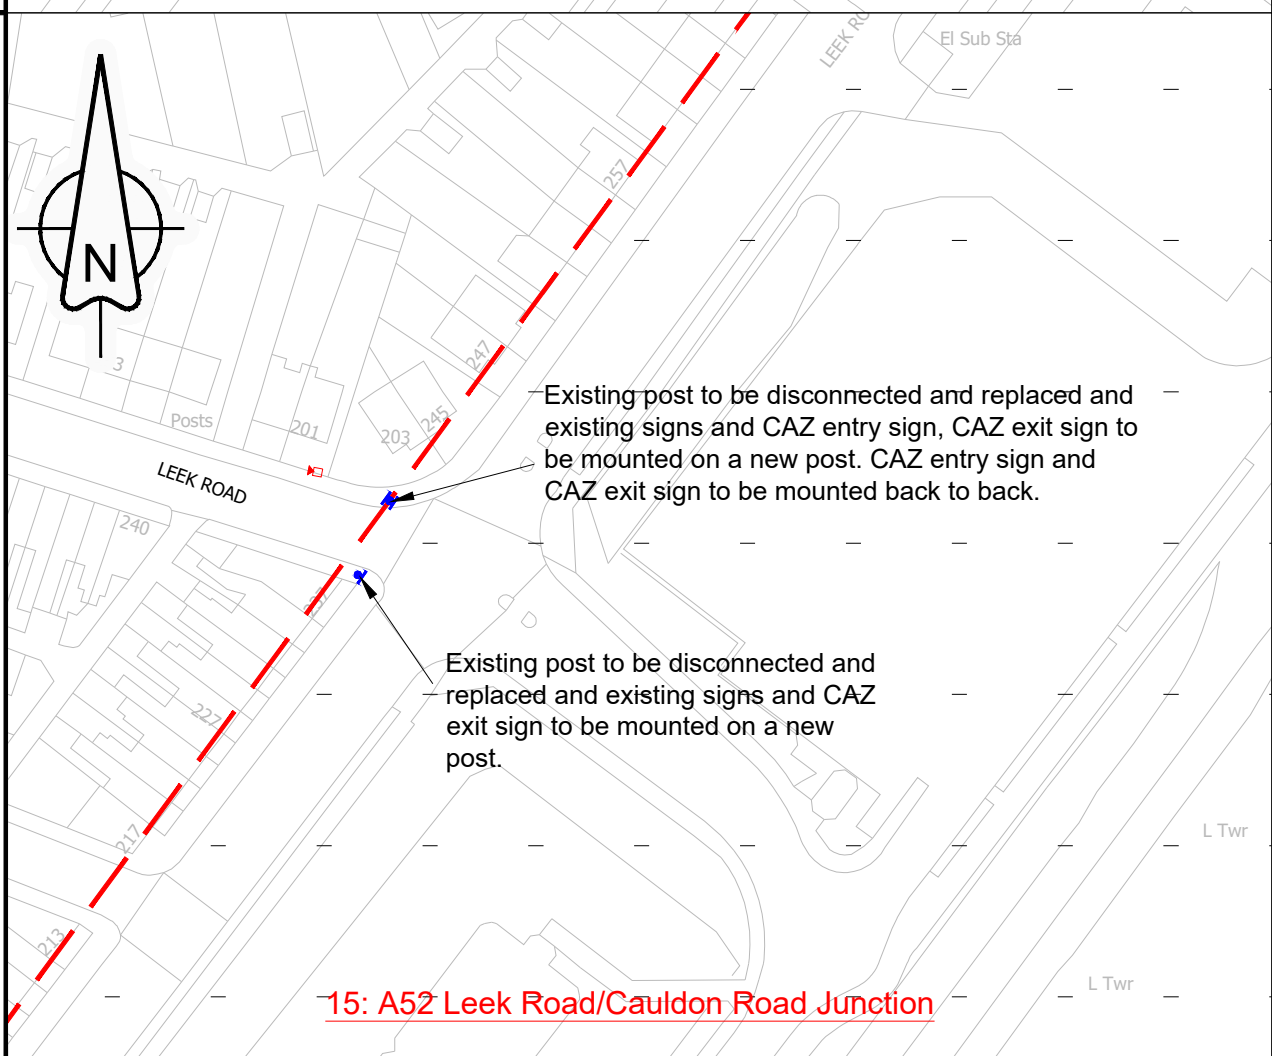 LEEK RO
El Sub Sta
257
N
247
3
Existing post to be disconnected and replaced and
existing signs and CAZ entry sign, CAZ exit sign to
be mounted on a new post. CAZ entry sign and
CAZ exit sign to be mounted back to back.
Posts
201
203
245
LEEK ROAD
240
237
Existing post to be disconnected and
replaced and existing signs and CAZ
exit sign to be mounted on a new
post.
227
217
L Twr
213
L Twr
15: A52 Leek Road/Cauldon Road Junction